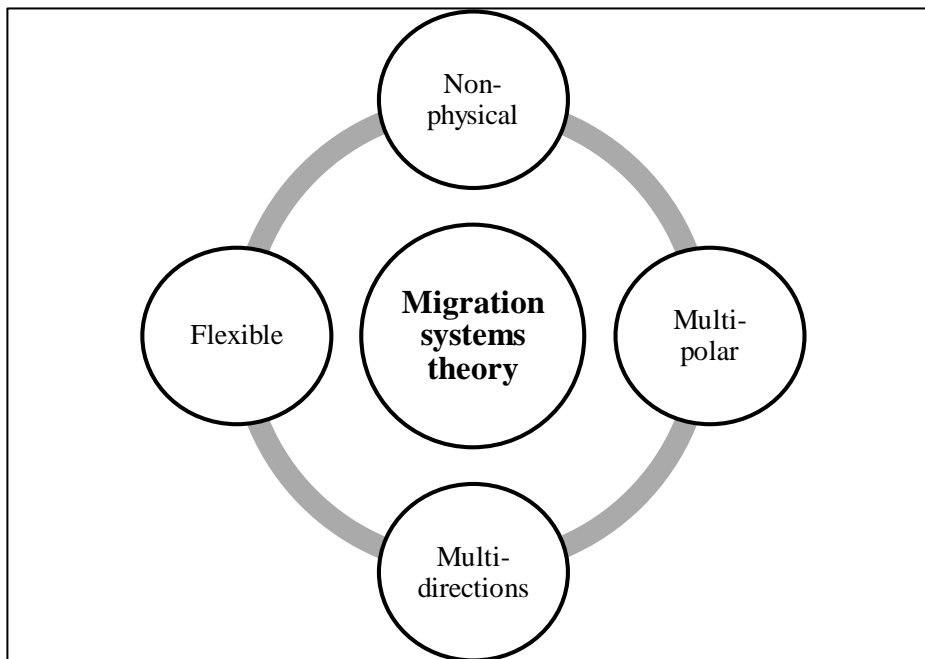 Non-
physical
Flexible
Migration
systems
theory
Multi-
polar
Multi-
directions